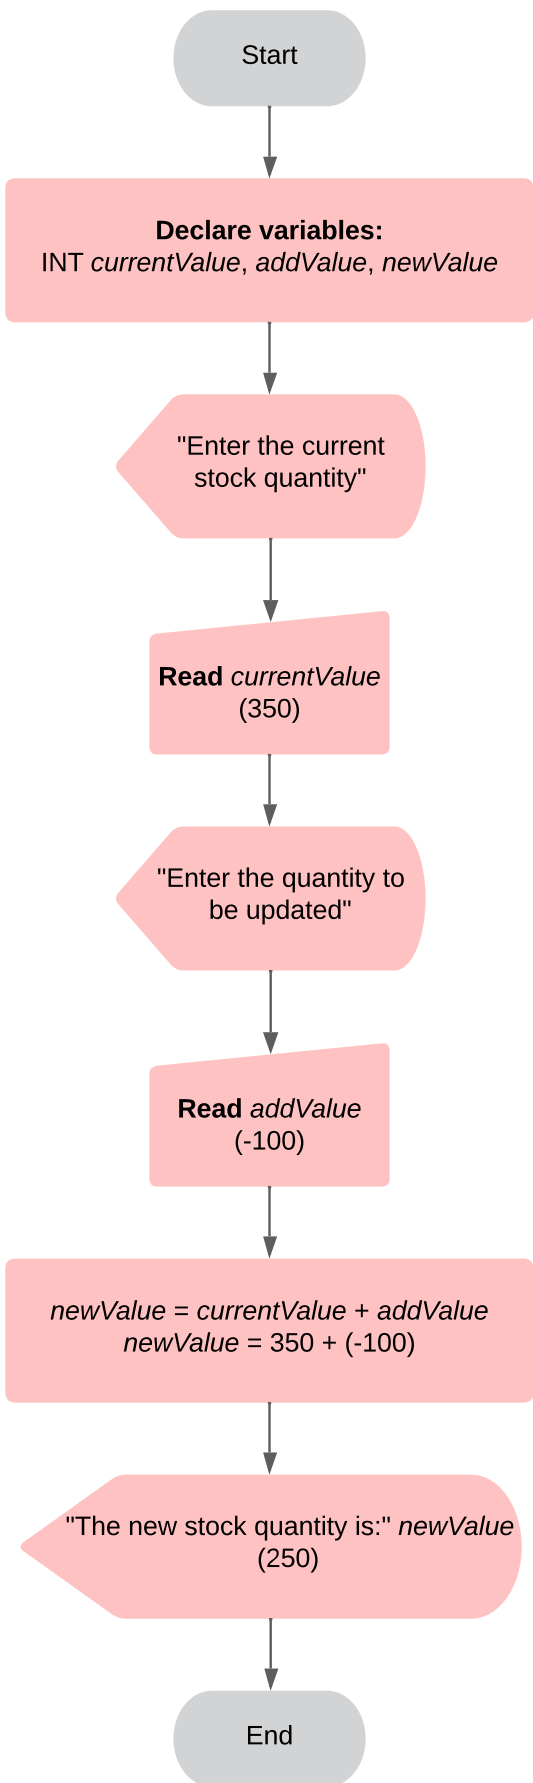 Start
Declare variables:
INT currentValue, addValue, newValue
"Enter the current
stock quantity"
Read currentValue
(350)
"Enter the quantity to
be updated"
Read addValue
(-100)
newValue = currentValue + addValue
newValue = 350 + (-100)
"The new stock quantity is:" newValue
(250)
End